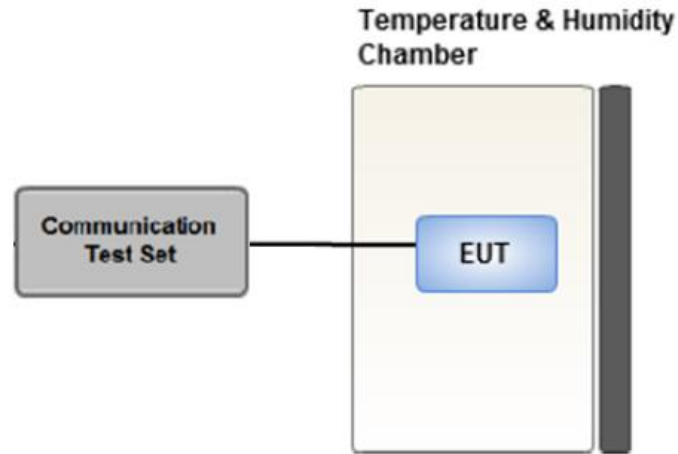 Temperature & Humidity
Chamber
Communication
Test Set
EUT